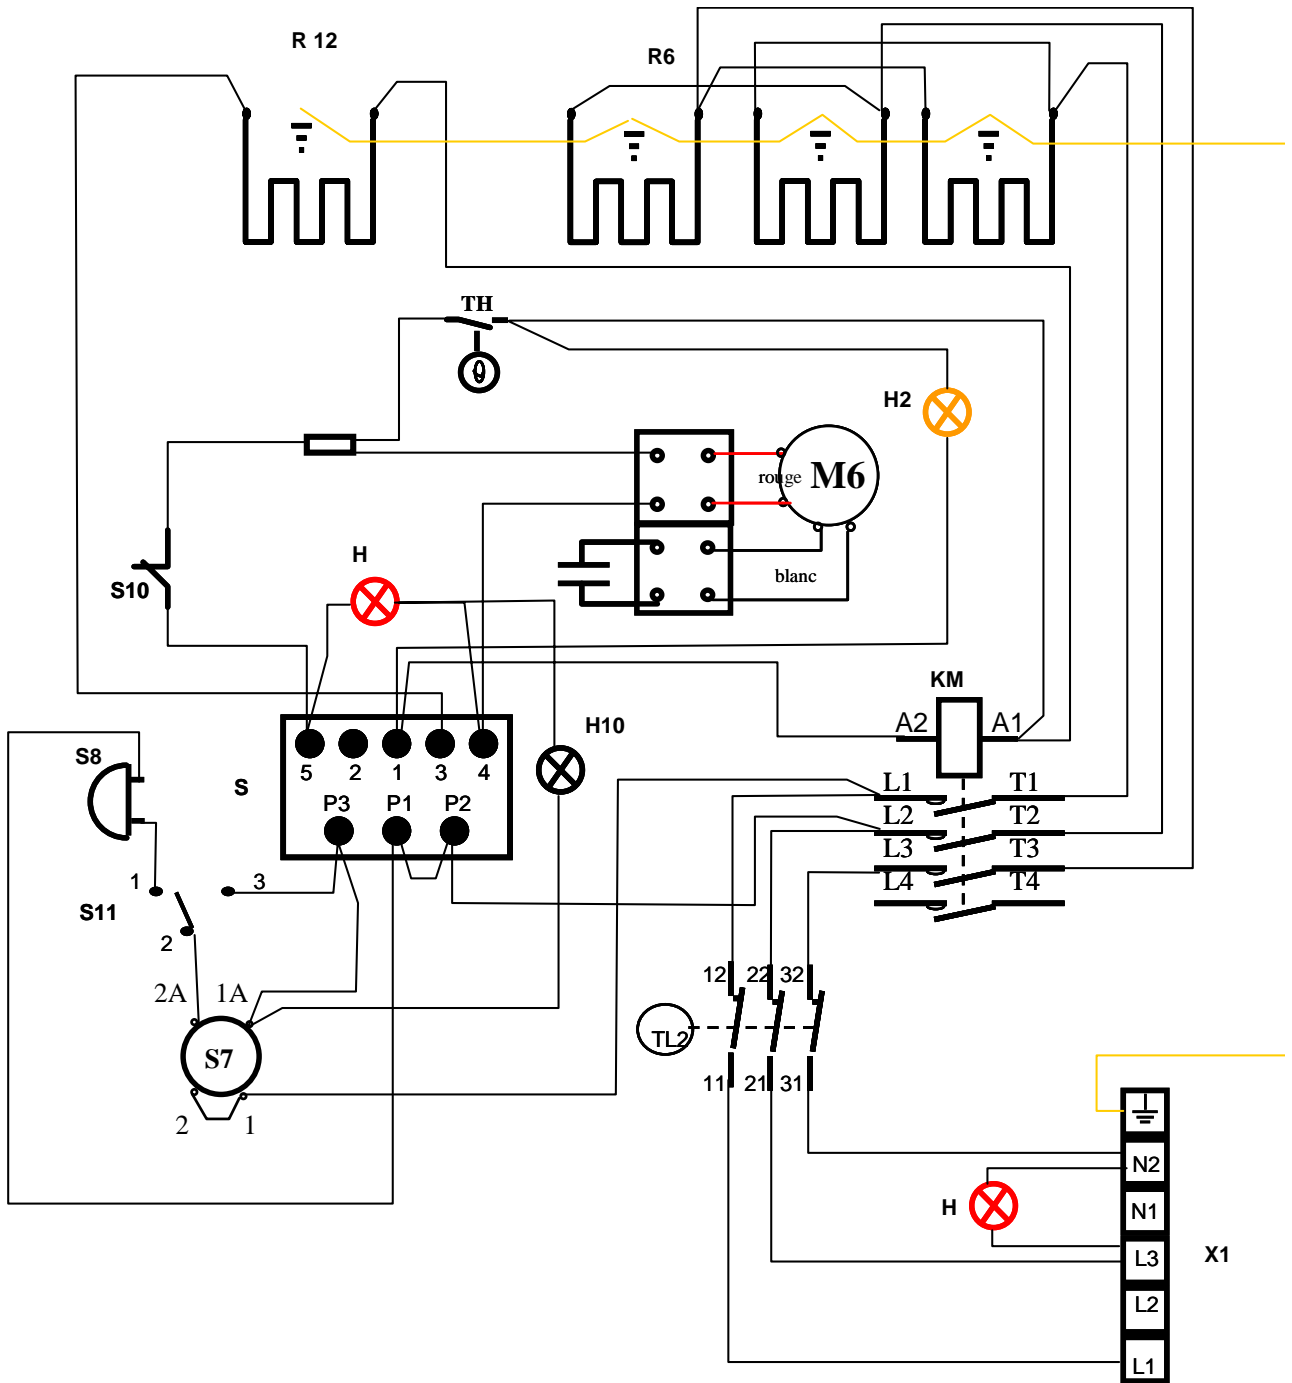 R 12
R6
TH
θ
H2
rouge
M6
blanc
H
S10
KM
A2
A1
H10
S8
5
2
1
3
4
S
P3
P1
P2
L1
T1
L2
T2
L3
T3
L4
T4
1
3
S11
2
2A
1A
12
22
32
S7
TL2
11
21
31
2
1
N2
H
N1
L3
X1
L2
L1